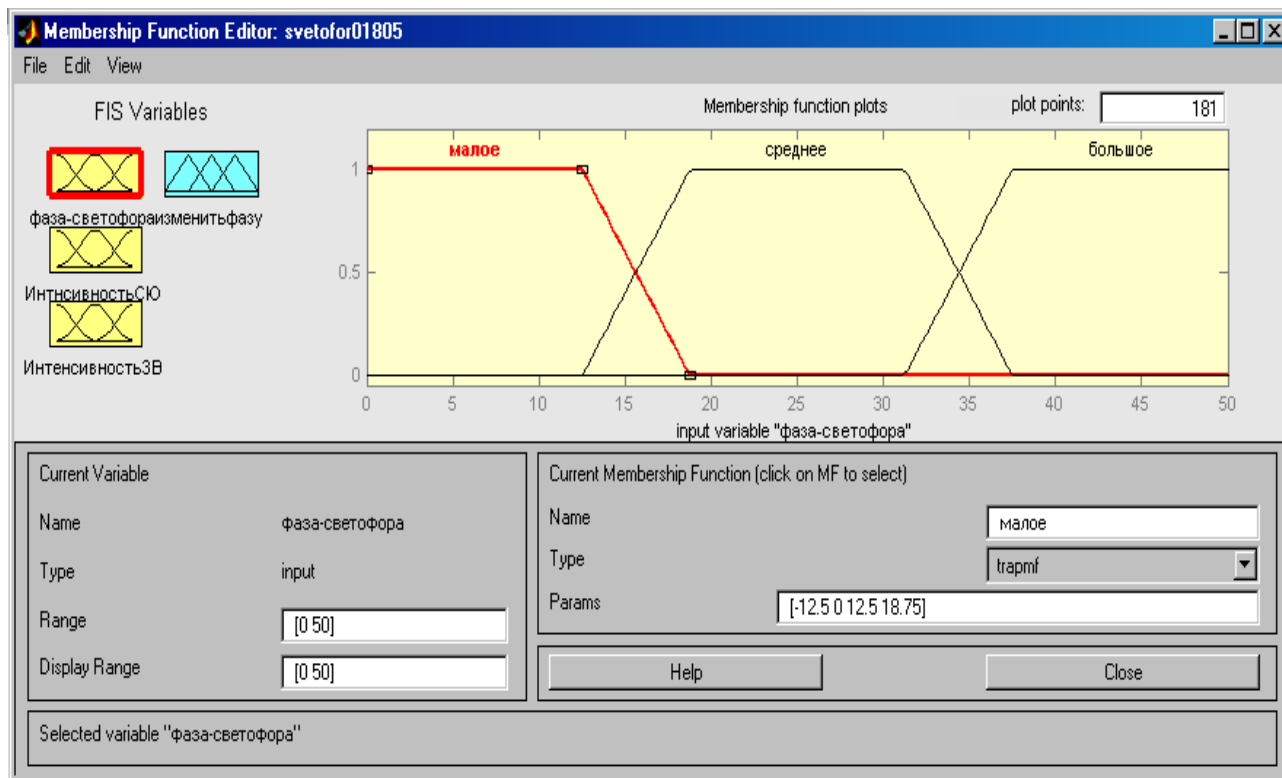 Membership Function Editor: svetofor01805
File Edit View
FIS Variables
фаза-светофора
изменитьфазу
ИнтнсивностьСЮ
ИнтенсивностьЗВ
Membership function plots
plot points:
181
малое
среднее
большое
1
0.5
0
0 5 10 15 20 25 30 35 40 45 50
input variable "фаза-светофора"
Current Variable
Name фаза-светофора
Type input
Range [0 50]
Display Range [0 50]
Current Membership Function (click on MF to select)
Name малое
Type trapmf
Params [-12.5 0 12.5 18.75]
Help
Close
Selected variable "фаза-светофора"